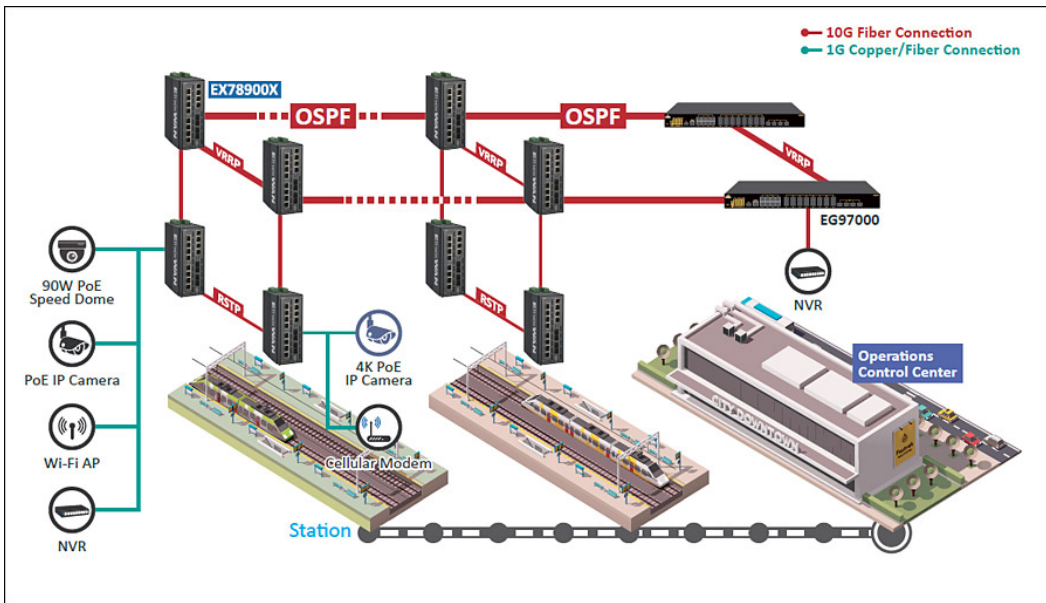 10G Fiber Connection
1G Copper/Fiber Connection
EX78900X
OSPF
OSPF
VRRP
VRRP
VRRP
EG97000
NVR
90W PoE
Speed Dome
RSTP
RSTP
PoE IP Camera
4K PoE
IP Camera
Operations
Control Center
CITY DOWNTOWN
Wi-Fi AP
Cellular Modem
NVR
Station